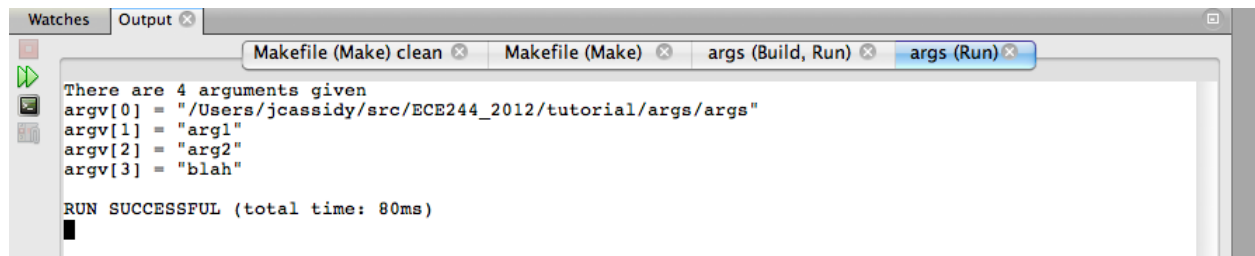 Watches Output
Makefile (Make) clean Makefile (Make) args (Build, Run) args (Run)
There are 4 arguments given
argv[0] = "/Users/jcassidy/src/ECE244_2012/tutorial/args/args"
argv[1] = "arg1"
argv[2] = "arg2"
argv[3] = "blah"
RUN SUCCESSFUL (total time: 80ms)